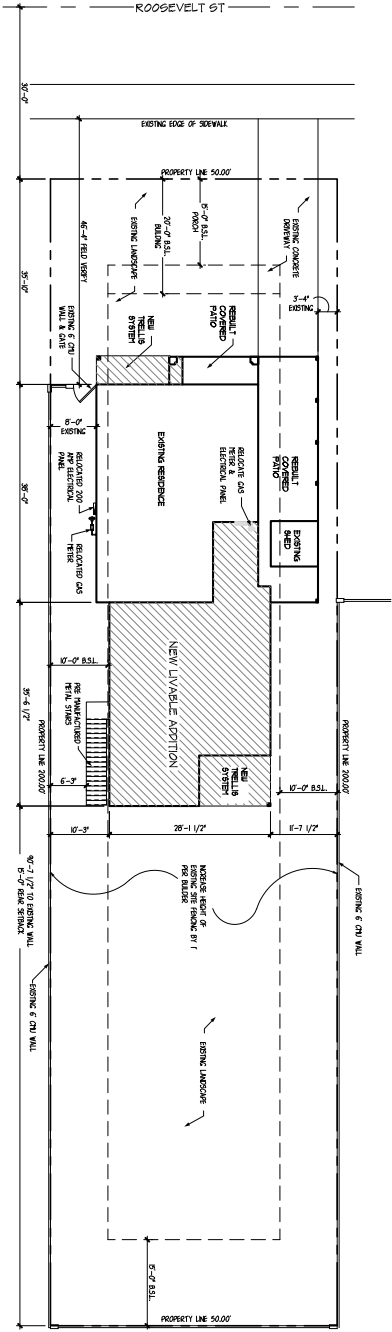 ROOSEVELT ST
30'-0"
EXISTING EDGE OF SIDEWALK
PROPERTY LINE 50.00'
EXISTING CONCRETE
DRIVEWAY
15'-0" B.S.L.
PORCH
20'-0" B.S.L.
BUILDING
EXISTING LANDSCAPE
46'-4" FIELD VERIFY
35'-10"
3'-4"
EXISTING
EXISTING 6' CMU
WALL & GATE
NEW
TRELLIS
SYSTEM
REBUILT
COVERED
PATIO
REBUILT
COVERED
PATIO
EXISTING
SHED
8'-0"
EXISTING
EXISTING RESIDENCE
RELOCATE GAS
METER &
ELECTRICAL PANEL
RELOCATED 200
AMP ELECTRICAL
PANEL
RELOCATED GAS
METER
38'-0"
10'-0" B.S.L.
NEW LIVABLE ADDITION
PRE MANUFACTURED
METAL STAIRS
6'-3"
NEW
TRELLIS
SYSTEM
10'-0" B.S.L.
35'-6 1/2"
PROPERTY LINE 200.00'
PROPERTY LINE 200.00'
10'-3"
28'-1 1/2"
11'-7 1/2"
INCREASE HEIGHT OF
EXISTING SITE FENCING BY 1'
PER BUILDER
90'-7 1/2" TO EXISTING WALL
15'-0" REAR SETBACK
EXISTING 6' CMU WALL
EXISTING 6' CMU WALL
EXISTING LANDSCAPE
15'-0" B.S.L.
PROPERTY LINE 50.00'